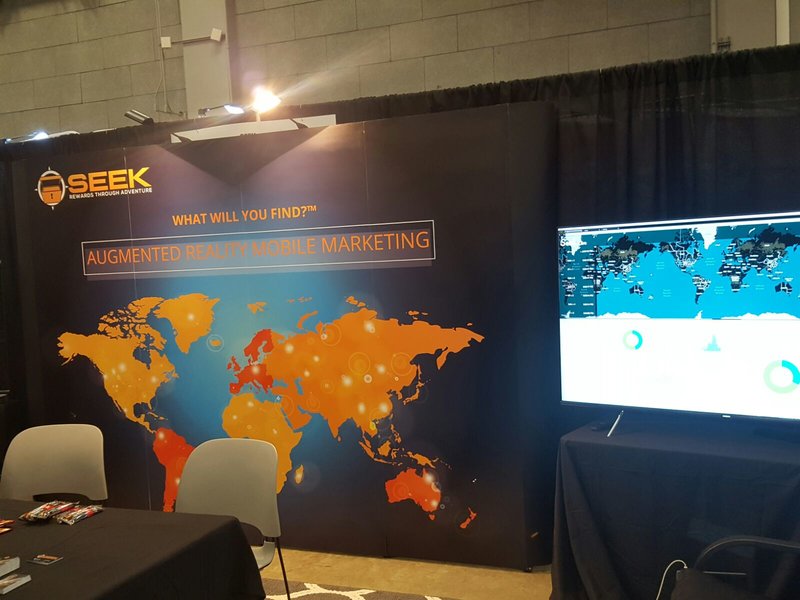 SEEK
REWARDS THROUGH ADVENTURE
WHAT WILL YOU FIND?™
AUGMENTED REALITY MOBILE MARKETING